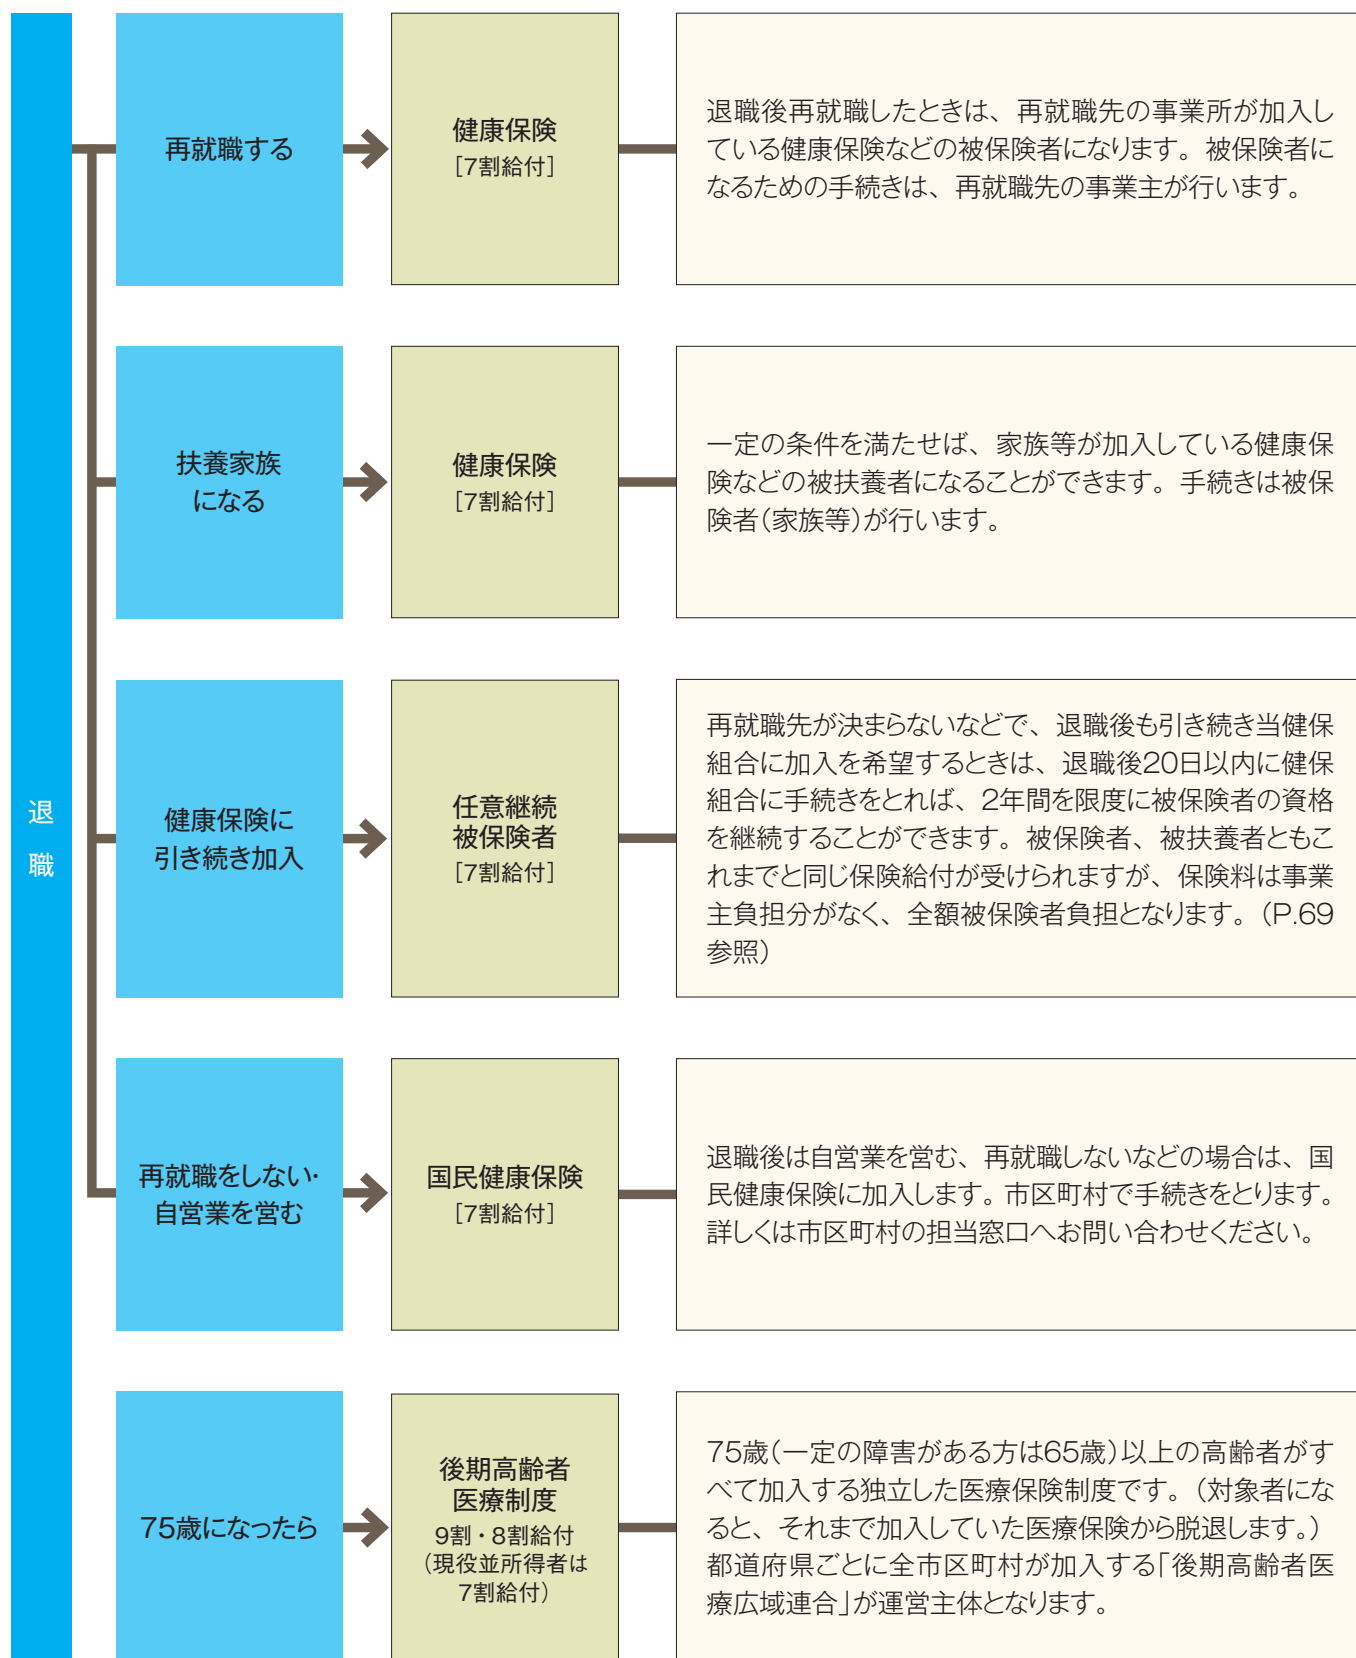 退職
再就職する
健康保険
[7割給付]
退職後再就職したときは、再就職先の事業所が加入し
ている健康保険などの被保険者になります。被保険者に
なるための手続きは、再就職先の事業主が行います。
扶養家族
になる
健康保険
[7割給付]
一定の条件を満たせば、家族等が加入している健康保
険などの被扶養者になることができます。手続きは被保
険者(家族等)が行います。
健康保険に
引き続き加入
任意継続
被保険者
[7割給付]
再就職先が決まらないなどで、退職後も引き続き当健保
組合に加入を希望するときは、退職後20日以内に健保
組合に手続きをとれば、2年間を限度に被保険者の資格
を継続することができます。被保険者、被扶養者ともこ
れまでと同じ保険給付が受けられますが、保険料は事業
主負担分がなく、全額被保険者負担となります。(P.69
参照)
再就職をしない・
自営業を営む
国民健康保険
[7割給付]
退職後は自営業を営む、再就職しないなどの場合は、国
民健康保険に加入します。市区町村で手続きをとります。
詳しくは市区町村の担当窓口へお問い合わせください。
75歳になったら
後期高齢者
医療制度
9割・8割給付
(現役並所得者は
7割給付)
75歳(一定の障害がある方は65歳)以上の高齢者がす
べて加入する独立した医療保険制度です。(対象者にな
ると、それまで加入していた医療保険から脱退します。)
都道府県ごとに全市区町村が加入する「後期高齢者医
療広域連合」が運営主体となります。